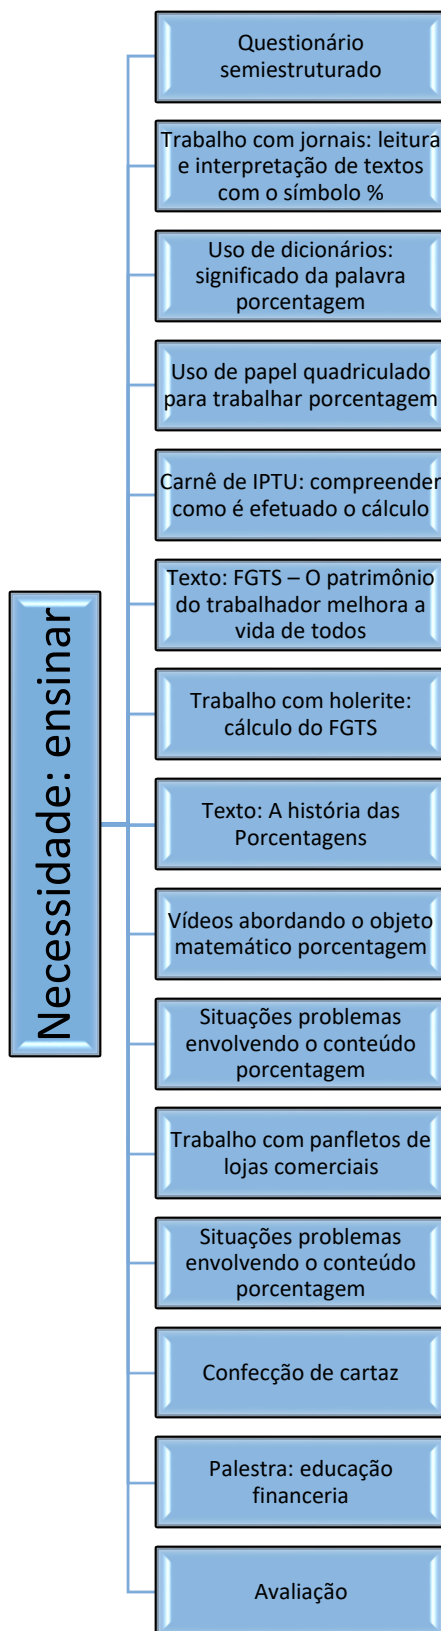 Necessidade: ensinar
Questionário
semiestruturado
Trabalho com jornais: leitura
e interpretação de textos
com o símbolo %
Uso de dicionários:
significado da palavra
porcentagem
Uso de papel quadriculado
para trabalhar porcentagem
Carnê de IPTU: compreender
como é efetuado o cálculo
Texto: FGTS – O patrimônio
do trabalhador melhora a
vida de todos
Trabalho com holerite:
cálculo do FGTS
Texto: A história das
Porcentagens
Vídeos abordando o objeto
matemático porcentagem
Situações problemas
envolvendo o conteúdo
porcentagem
Trabalho com panfletos de
lojas comerciais
Situações problemas
envolvendo o conteúdo
porcentagem
Confecção de cartaz
Palestra: educação
financeria
Avaliação